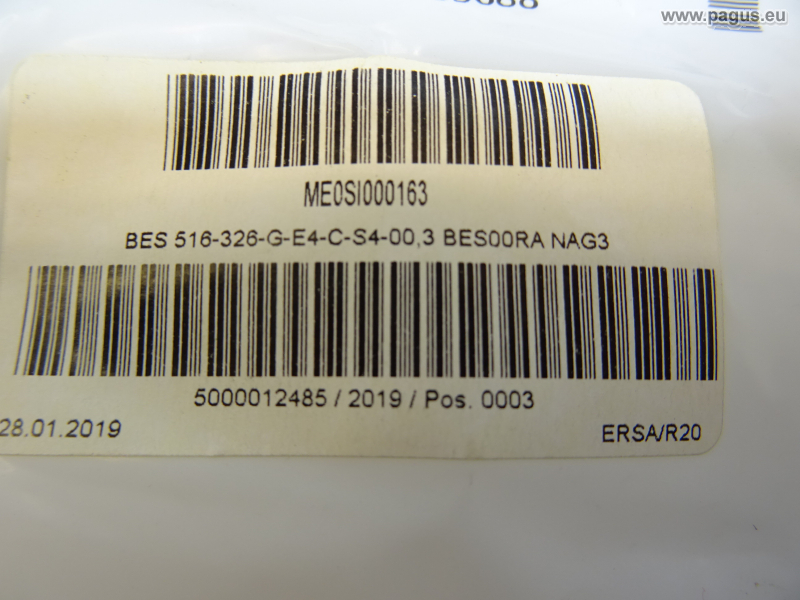 www.pagus.eu
ME0SI000163
BES 516-326-G-E4-C-S4-00,3 BES00RA NAG3
5000012485 / 2019 / Pos. 0003
28.01.2019
ERSA/R20